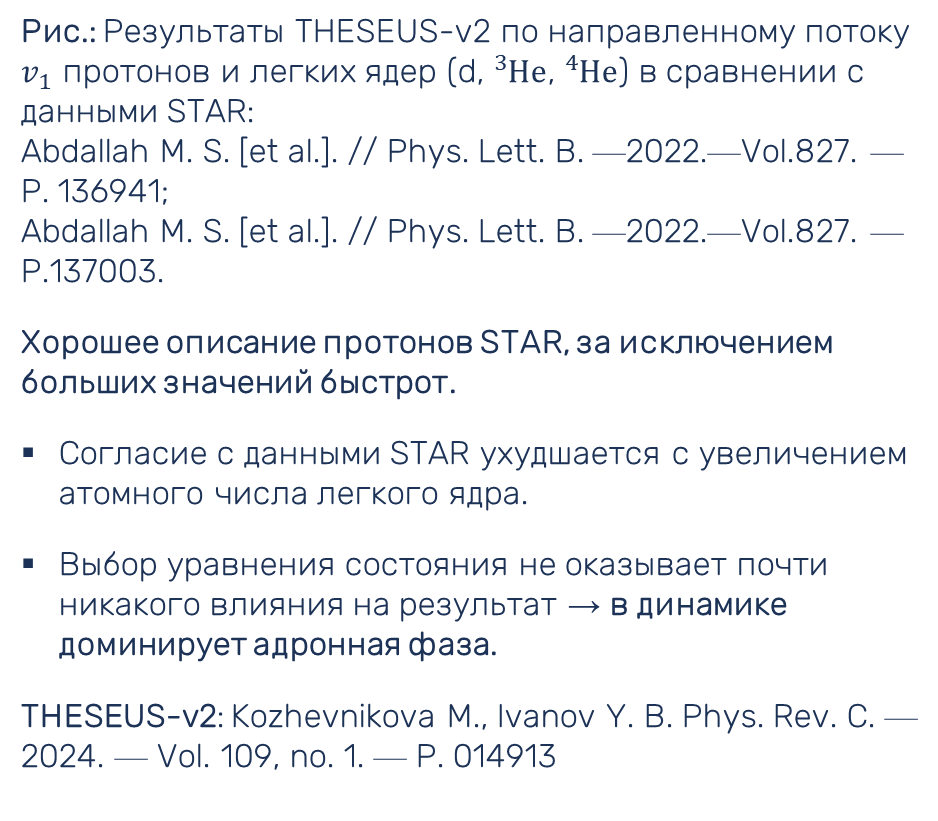 Рис.: Результаты THESEUS-v2 по направленному потоку
𝑣₁ протонов и легких ядер (d, ³He, ⁴He) в сравнении с
данными STAR:
Abdallah M. S. [et al.]. // Phys. Lett. B. —2022.—Vol.827. —
P. 136941;
Abdallah M. S. [et al.]. // Phys. Lett. B. —2022.—Vol.827. —
P.137003.
Хорошее описание протонов STAR, за исключением
больших значений быстрот.
▪ Согласие с данными STAR ухудшается с увеличением
атомного числа легкого ядра.
▪ Выбор уравнения состояния не оказывает почти
никакого влияния на результат → в динамике
доминирует адронная фаза.
THESEUS-v2: Kozhevnikova M., Ivanov Y. B. Phys. Rev. C. —
2024. — Vol. 109, no. 1. — P. 014913